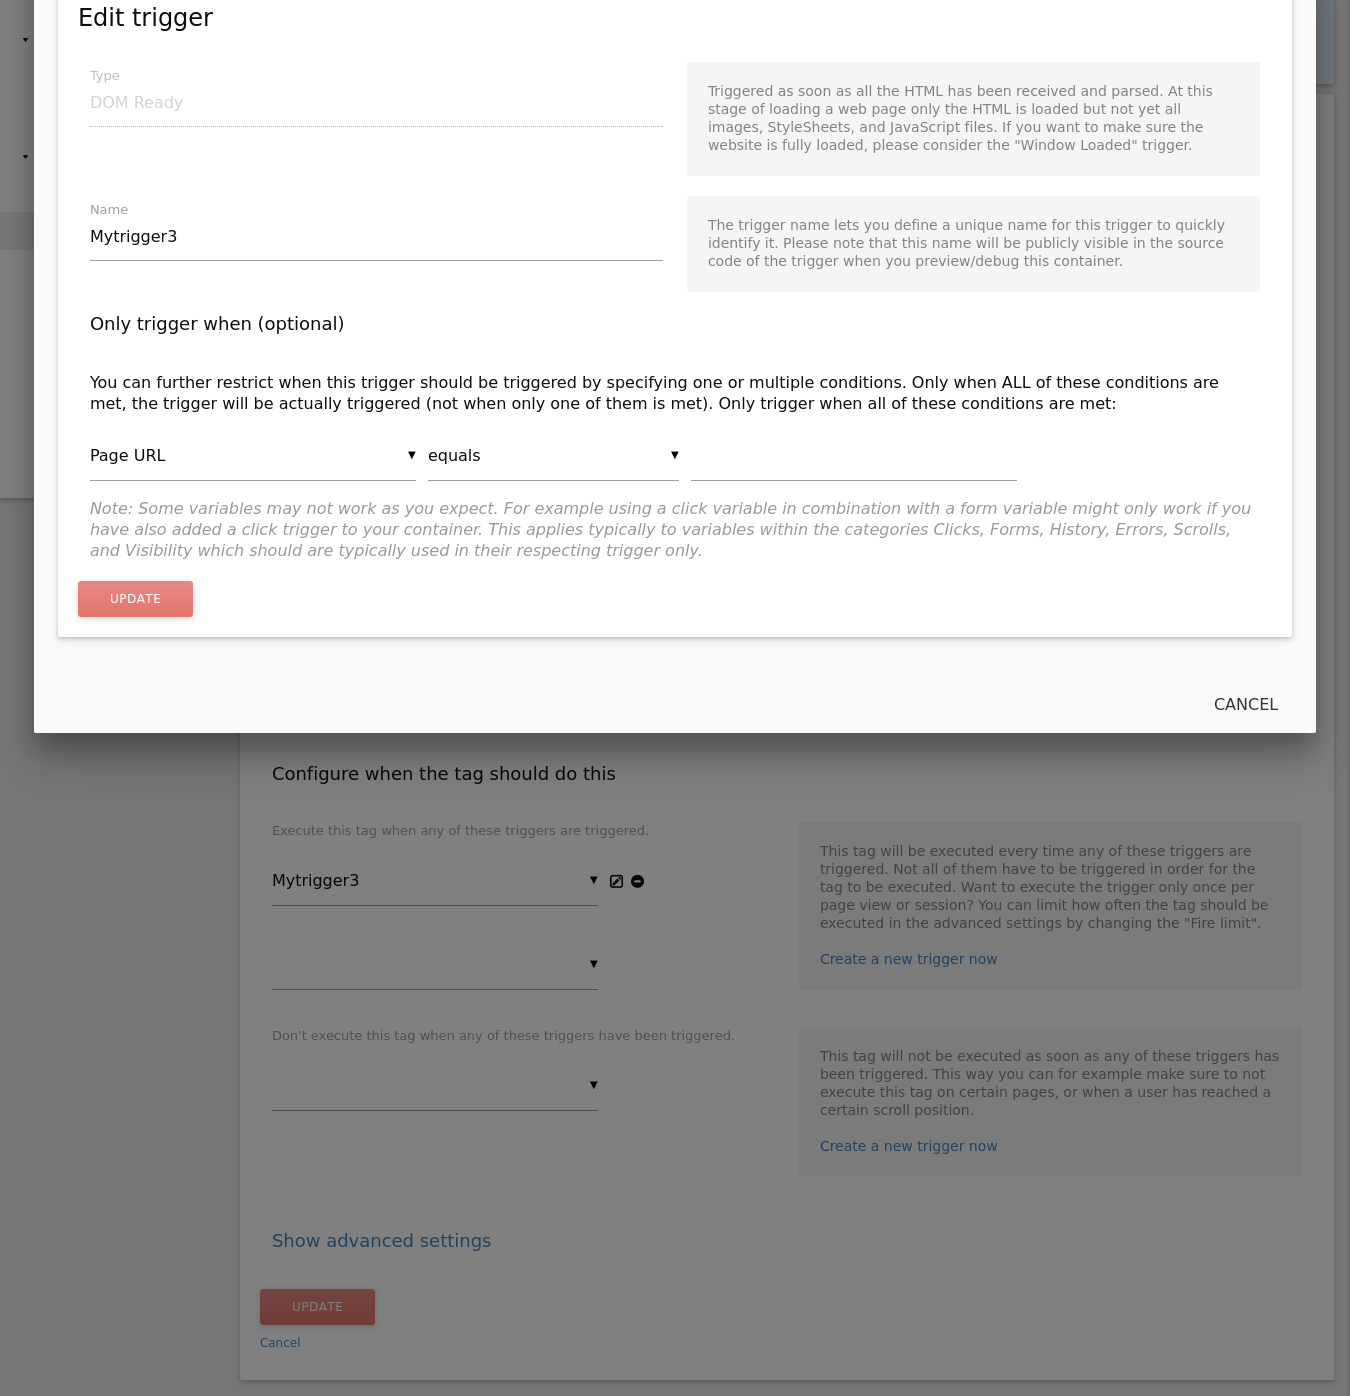 Edit trigger
Type
DOM Ready
Triggered as soon as all the HTML has been received and parsed. At this
stage of loading a web page only the HTML is loaded but not yet all
images, StyleSheets, and JavaScript files. If you want to make sure the
website is fully loaded, please consider the "Window Loaded" trigger.
Name
Mytrigger3
The trigger name lets you define a unique name for this trigger to quickly
identify it. Please note that this name will be publicly visible in the source
code of the trigger when you preview/debug this container.
Only trigger when (optional)
You can further restrict when this trigger should be triggered by specifying one or multiple conditions. Only when ALL of these conditions are
met, the trigger will be actually triggered (not when only one of them is met). Only trigger when all of these conditions are met:
Page URL
equals
Note: Some variables may not work as you expect. For example using a click variable in combination with a form variable might only work if you
have also added a click trigger to your container. This applies typically to variables within the categories Clicks, Forms, History, Errors, Scrolls,
and Visibility which should are typically used in their respecting trigger only.
UPDATE
CANCEL
Configure when the tag should do this
Execute this tag when any of these triggers are triggered.
Mytrigger3
This tag will be executed every time any of these triggers are
triggered. Not all of them have to be triggered in order for the
tag to be executed. Want to execute the trigger only once per
page view or session? You can limit how often the tag should be
executed in the advanced settings by changing the "Fire limit".
Create a new trigger now
Don't execute this tag when any of these triggers have been triggered.
This tag will not be executed as soon as any of these triggers has
been triggered. This way you can for example make sure to not
execute this tag on certain pages, or when a user has reached a
certain scroll position.
Create a new trigger now
Show advanced settings
UPDATE
Cancel